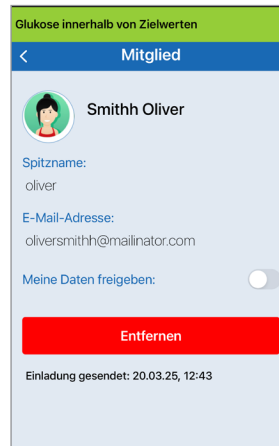 Glukose innerhalb von Zielwerten
Mitglied
Smithh Oliver
Spitzname:
oliver
E-Mail-Adresse:
oliversmithh@mailinator.com
Meine Daten freigeben:
Entfernen
Einladung gesendet: 20.03.25, 12:43